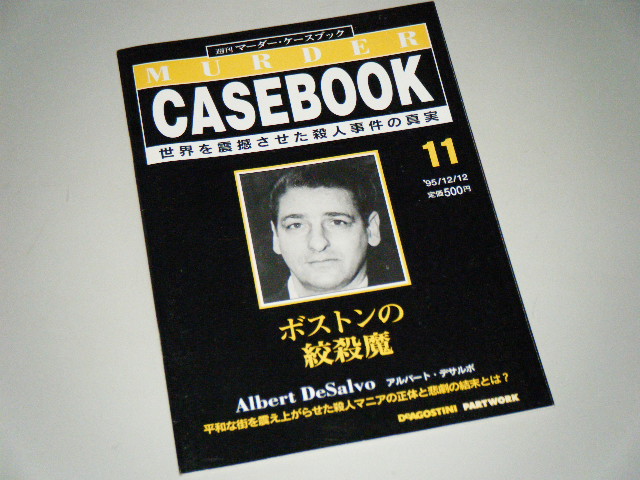 週刊 マーダー・ケースブック
MURDER
CASEBOOK
世界を震撼させた殺人事件の真実
11
'95/12/12
定価500円
ボストンの
絞殺魔
Albert DeSalvo アルバート・デサルボ
平和な街を震え上がらせた殺人マニアの正体と悲劇の結末とは?
DeAGOSTINI PARTWORK